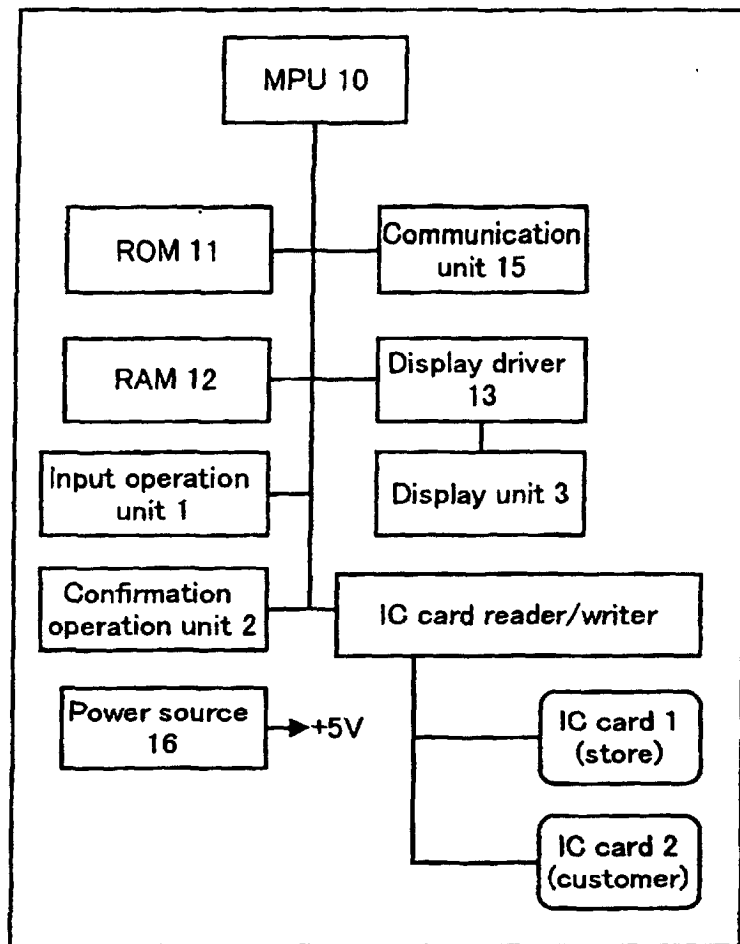 MPU 10
ROM 11
Communication
unit 15
RAM 12
Display driver
13
Input operation
unit 1
Display unit 3
Confirmation
operation unit 2
IC card reader/writer
Power source
16
+5V
IC card 1
(store)
IC card 2
(customer)